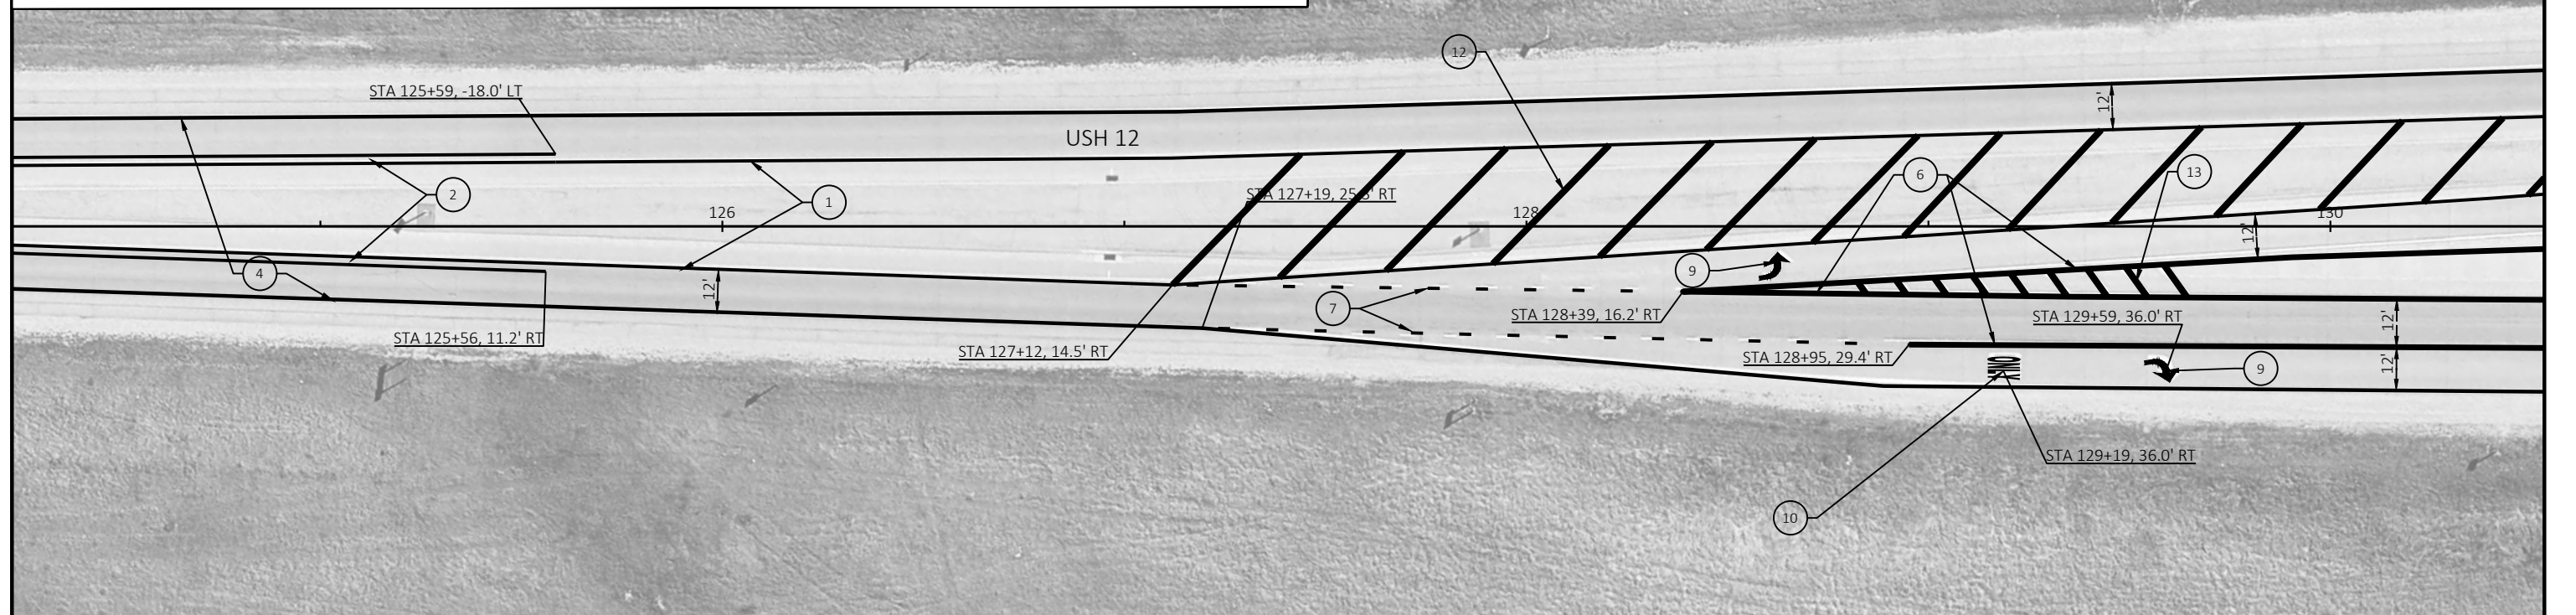 12
STA 125+59, -18.0' LT
12'
USH 12
2
1
STA 127+19, 25.3' RT
6
13
126
128
130
12'
4
12'
9
7
STA 128+39, 16.2' RT
STA 129+59, 36.0' RT
12'
STA 125+56, 11.2' RT
STA 127+12, 14.5' RT
STA 128+95, 29.4' RT
12'
9
STA 129+19, 36.0' RT
10